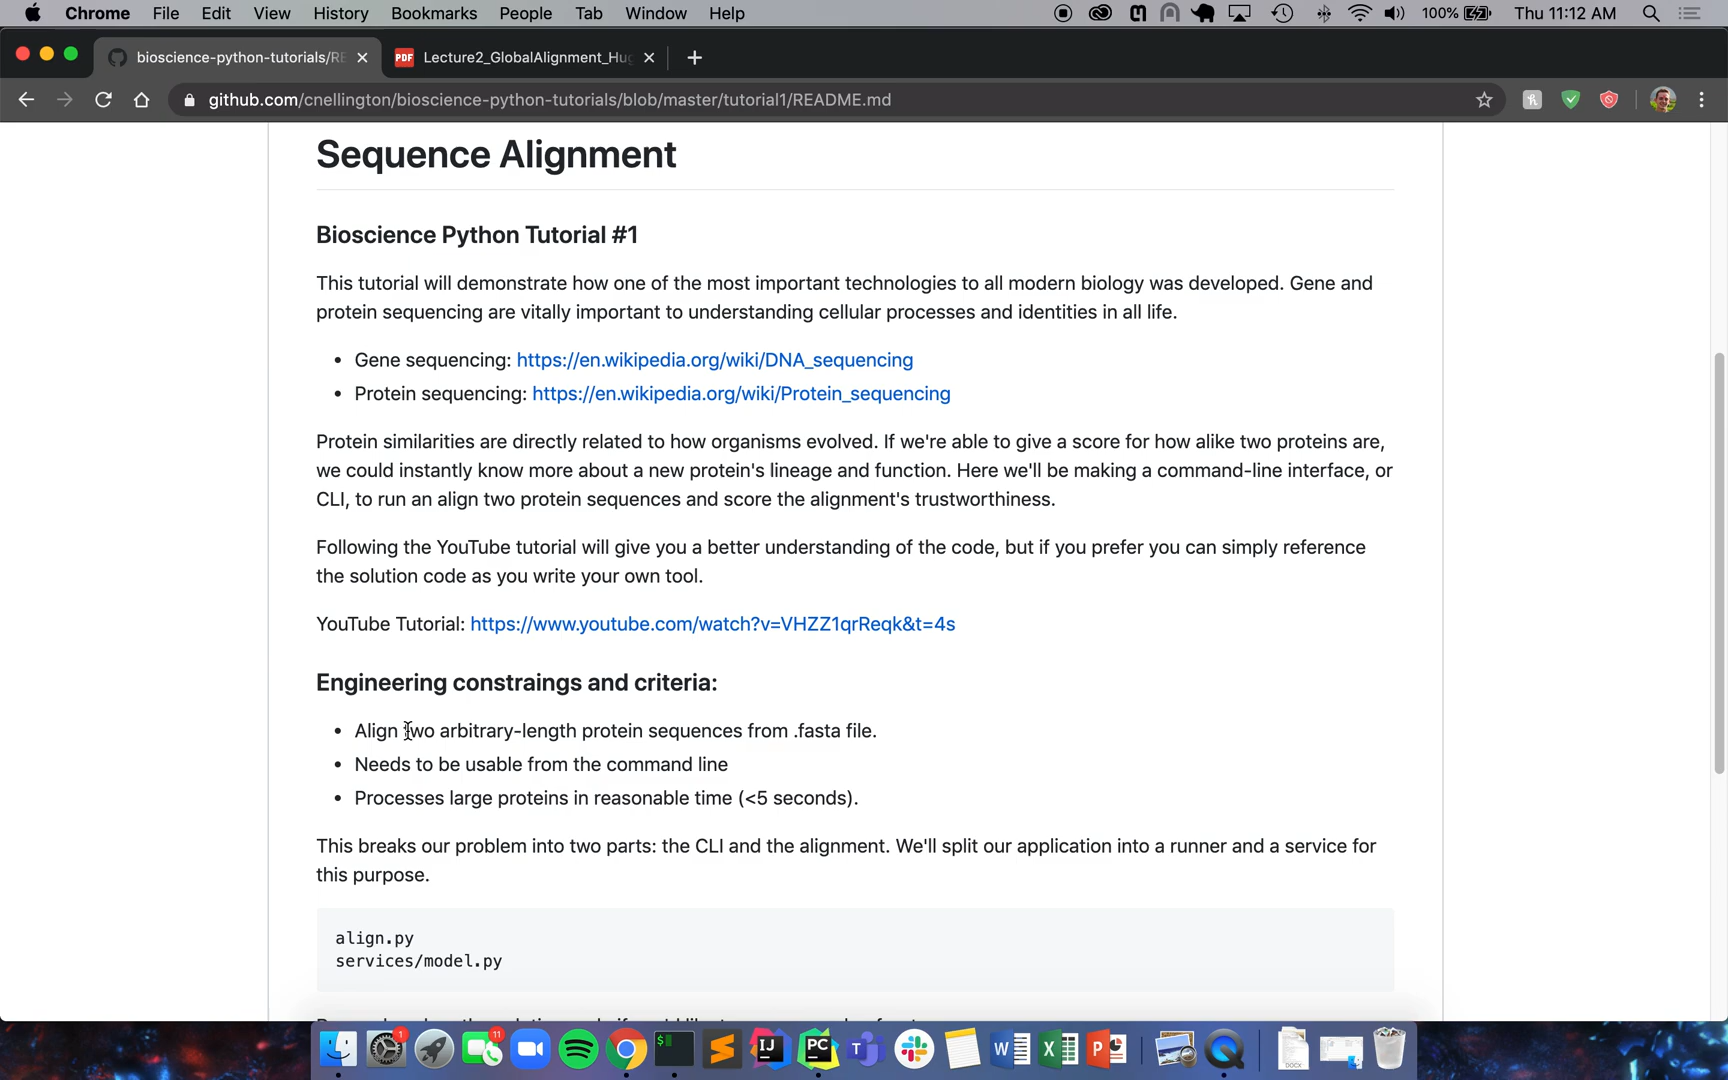 Chrome File Edit View History Bookmarks People Tab Window Help 100% Thu 11:12 AM
bioscience-python-tutorials/RE PDF Lecture2_GlobalAlignment_Hug
github.com/cnellington/bioscience-python-tutorials/blob/master/tutorial1/README.md
Sequence Alignment
Bioscience Python Tutorial #1
This tutorial will demonstrate how one of the most important technologies to all modern biology was developed. Gene and
protein sequencing are vitally important to understanding cellular processes and identities in all life.
• Gene sequencing: https://en.wikipedia.org/wiki/DNA_sequencing
• Protein sequencing: https://en.wikipedia.org/wiki/Protein_sequencing
Protein similarities are directly related to how organisms evolved. If we're able to give a score for how alike two proteins are,
we could instantly know more about a new protein's lineage and function. Here we'll be making a command-line interface, or
CLI, to run an align two protein sequences and score the alignment's trustworthiness.
Following the YouTube tutorial will give you a better understanding of the code, but if you prefer you can simply reference
the solution code as you write your own tool.
YouTube Tutorial: https://www.youtube.com/watch?v=VHZZ1qrReqk&t=4s
Engineering constraings and criteria:
• Align two arbitrary-length protein sequences from .fasta file.
• Needs to be usable from the command line
• Processes large proteins in reasonable time (<5 seconds).
This breaks our problem into two parts: the CLI and the alignment. We'll split our application into a runner and a service for
this purpose.
align.py
services/model.py
1 11 $ IJ PC W X P DOCX